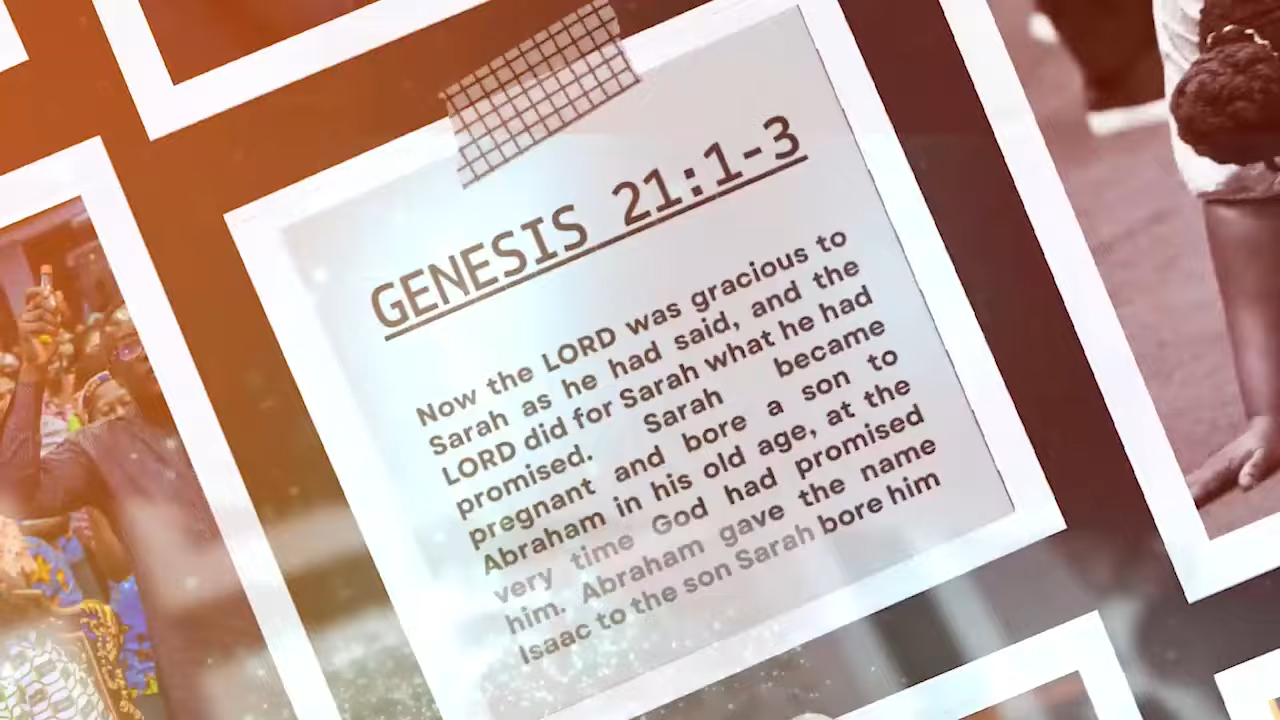 GENESIS 21:1-3
Now the LORD was gracious to
Sarah as he had said, and the
LORD did for Sarah what he had
promised. Sarah became
pregnant and bore a son to
Abraham in his old age, at the
very time God had promised
him. Abraham gave the name
Isaac to the son Sarah bore him